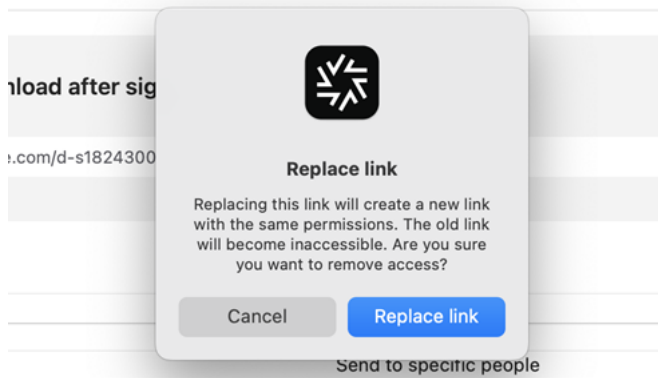 nload after sig
e.com/d-s1824300
Replace link
Replacing this link will create a new link
with the same permissions. The old link
will become inaccessible. Are you sure
you want to remove access?
Cancel
Replace link
Send to specific people